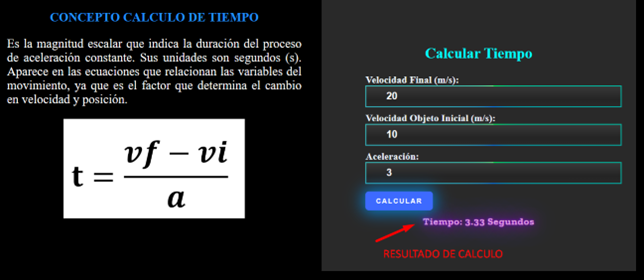 CONCEPTO CALCULO DE TIEMPO
Es la magnitud escalar que indica la duración del proceso
de aceleración constante. Sus unidades son segundos (s).
Aparece en las ecuaciones que relacionan las variables del
movimiento, ya que es el factor que determina el cambio
en velocidad y posición.
t = vf − vi / a
Calcular Tiempo
Velocidad Final (m/s):
20
Velocidad Objeto Inicial (m/s):
10
Aceleración:
3
CALCULAR
Tiempo: 3.33 Segundos
RESULTADO DE CALCULO